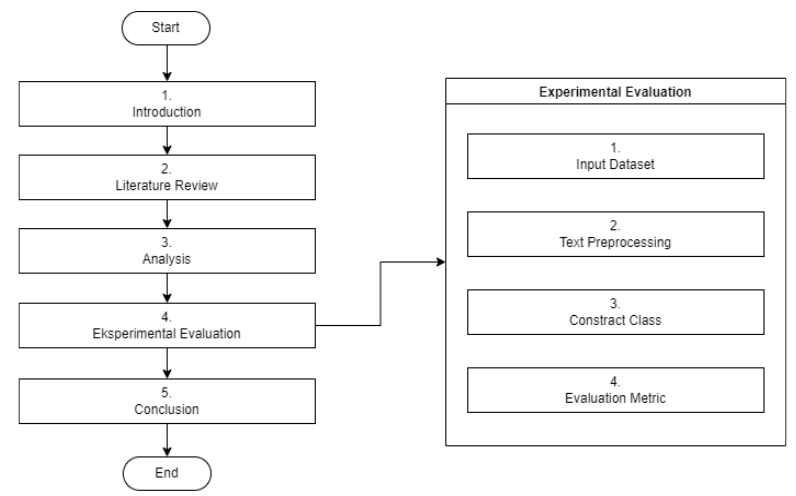 Start
1.
Introduction
2.
Literature Review
3.
Analysis
4.
Eksperimental Evaluation
5.
Conclusion
End
Experimental Evaluation
1.
Input Dataset
2.
Text Preprocessing
3.
Constract Class
4.
Evaluation Metric